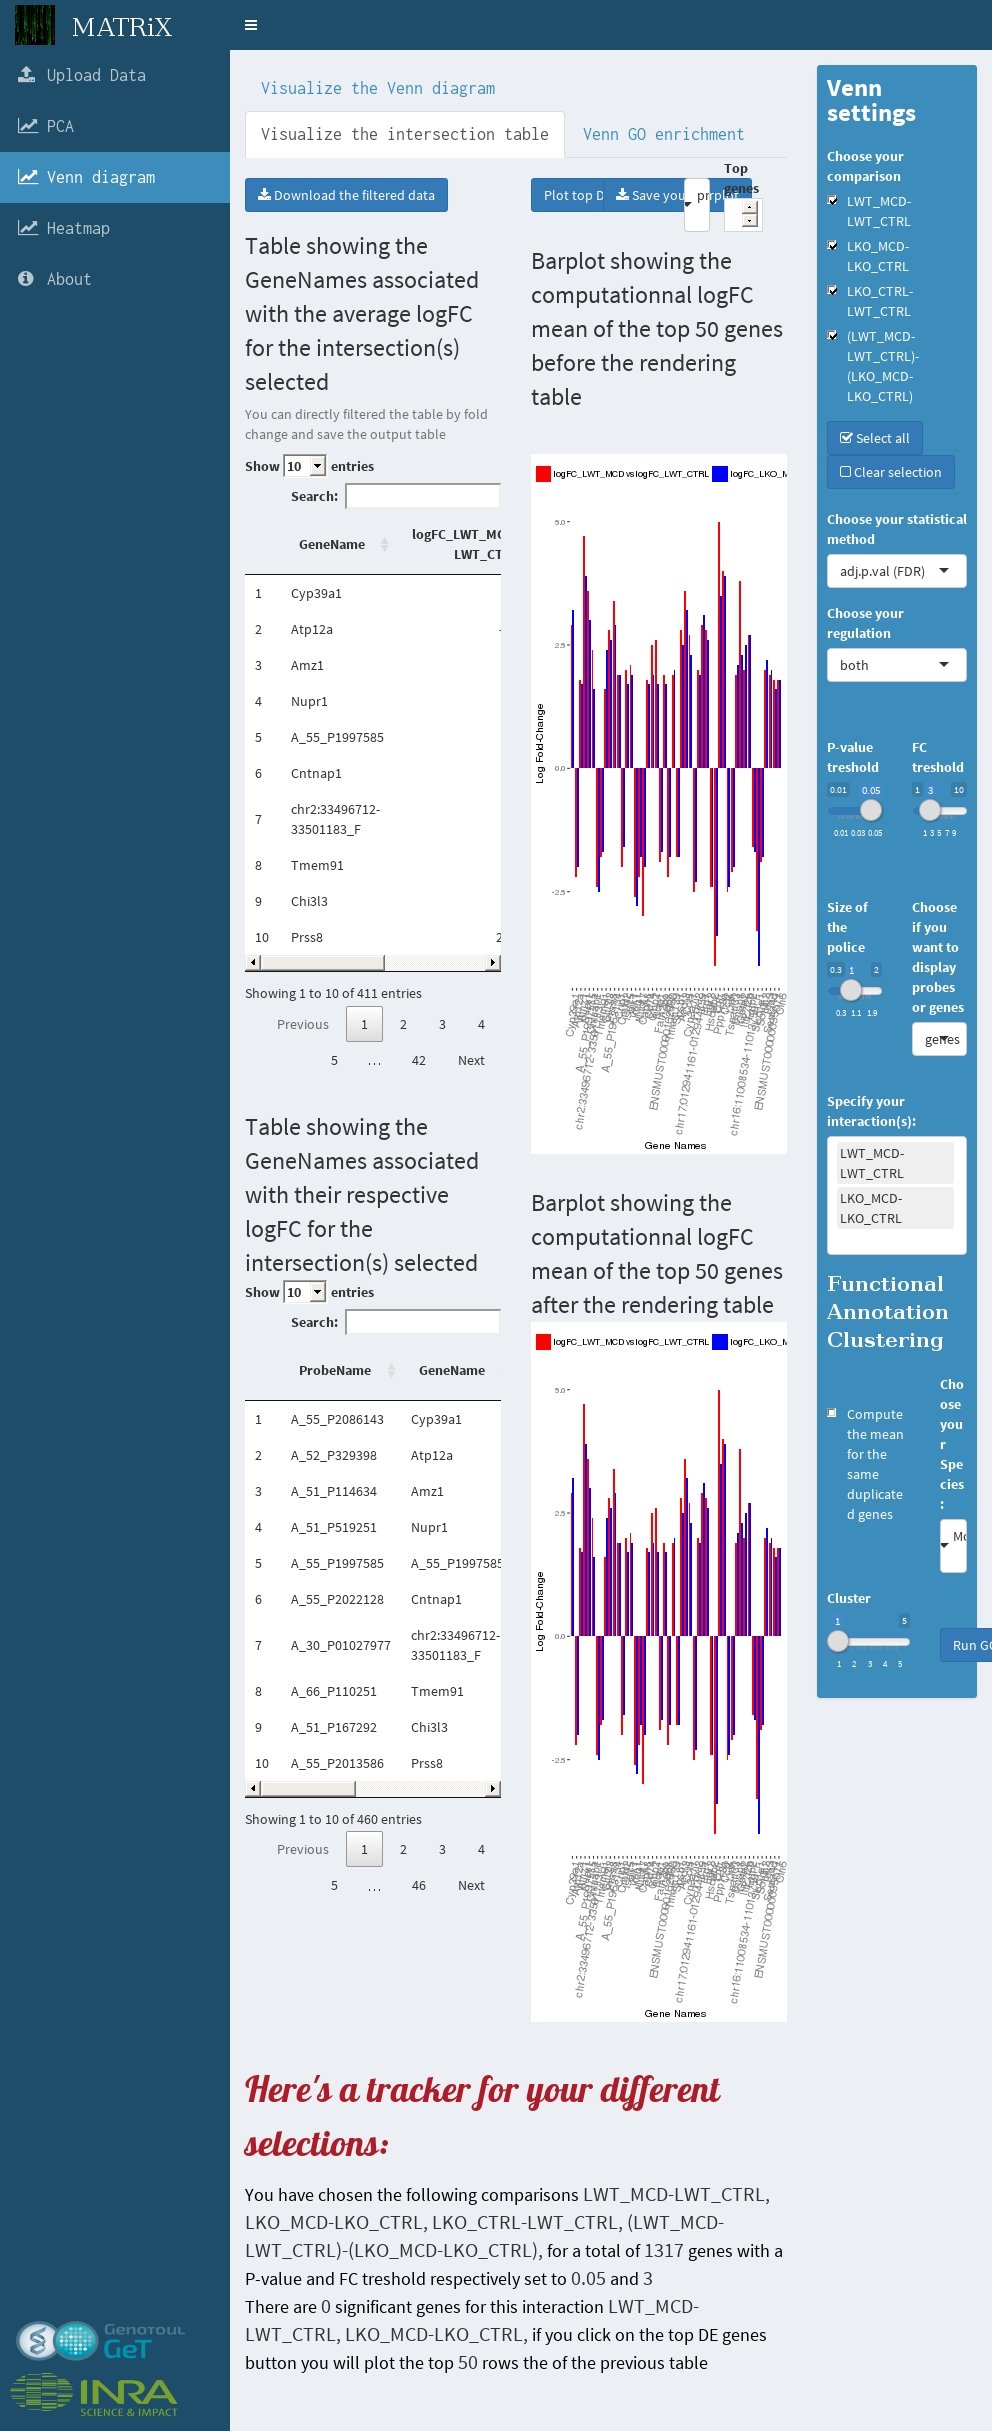 MATRiX
Upload Data
PCA
Venn diagram
Heatmap
About
Visualize the Venn diagram
Visualize the intersection table
Venn GO enrichment
Download the filtered data
Table showing the
GeneNames associated
with the average logFC
for the intersection(s)
selected
You can directly filtered the table by fold
change and save the output table
Show 10 entries
Search:
GeneName
logFC_LWT_MC
LWT_CT
1 Cyp39a1
2 Atp12a
3 Amz1
4 Nupr1
5 A_55_P1997585
6 Cntnap1
7 chr2:33496712-
33501183_F
8 Tmem91
9 Chi3l3
10 Prss8 2
Showing 1 to 10 of 411 entries
Previous 1 2 3 4
5 … 42 Next
Table showing the
GeneNames associated
with their respective
logFC for the
intersection(s) selected
Show 10 entries
Search:
ProbeName GeneName
1 A_55_P2086143 Cyp39a1
2 A_52_P329398 Atp12a
3 A_51_P114634 Amz1
4 A_51_P519251 Nupr1
5 A_55_P1997585 A_55_P1997585
6 A_55_P2022128 Cntnap1
7 A_30_P01027977 chr2:33496712-
33501183_F
8 A_66_P110251 Tmem91
9 A_51_P167292 Chi3l3
10 A_55_P2013586 Prss8
Showing 1 to 10 of 460 entries
Previous 1 2 3 4
5 … 46 Next
Plot top D
Save you
Top
genes
Barplot showing the
computationnal logFC
mean of the top 50 genes
before the rendering
table
logFC_LWT_MCD vs logFC_LWT_CTRL logFC_LKO_M
5.0
2.5
0.0
-2.5
Log Fold-Change
Gene Names
Barplot showing the
computationnal logFC
mean of the top 50 genes
after the rendering table
logFC_LWT_MCD vs logFC_LWT_CTRL logFC_LKO_M
5.0
2.5
0.0
-2.5
Log Fold-Change
Gene Names
Here's a tracker for your different
selections:
You have chosen the following comparisons LWT_MCD-LWT_CTRL,
LKO_MCD-LKO_CTRL, LKO_CTRL-LWT_CTRL, (LWT_MCD-
LWT_CTRL)-(LKO_MCD-LKO_CTRL), for a total of 1317 genes with a
P-value and FC treshold respectively set to 0.05 and 3
There are 0 significant genes for this interaction LWT_MCD-
LWT_CTRL, LKO_MCD-LKO_CTRL, if you click on the top DE genes
button you will plot the top 50 rows the of the previous table
Venn
settings
Choose your
comparison
LWT_MCD-
LWT_CTRL
LKO_MCD-
LKO_CTRL
LKO_CTRL-
LWT_CTRL
(LWT_MCD-
LWT_CTRL)-
(LKO_MCD-
LKO_CTRL)
Select all
Clear selection
Choose your statistical
method
adj.p.val (FDR)
Choose your
regulation
both
P-value
treshold
0.01 0.05
0.01 0.03 0.05
FC
treshold
1 3 10
1 3 5 7 9
Size of
the
police
0.3 1 2
0.3 1.1 1.9
Choose
if you
want to
display
probes
or genes
genes
Specify your
interaction(s):
LWT_MCD-
LWT_CTRL
LKO_MCD-
LKO_CTRL
Functional
Annotation
Clustering
Compute
the mean
for the
same
duplicate
d genes
Cho
ose
you
r
Spe
cies
:
Mo
Cluster
1 5
1 2 3 4 5
Run GO
GENOTOUL
GeT
INRA
SCIENCE & IMPACT